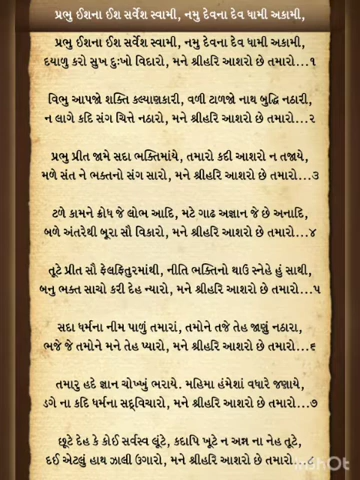 પ્રભુ ઈશના ઈશ સર્વેશ સ્વામી, નમુ દેવના દેવ ધામી અકામી,
પ્રભુ ઈશના ઈશ સર્વેશ સ્વામી, નમુ દેવના દેવ ધામી અકામી,
દયાળુ કરો સુખ દુઃખો વિદારો, મને શ્રીહરિ આશરો છે તમારો...૧
વિભુ આપજો શક્તિ કલ્યાણકારી, વળી ટાળજો નાથ બુદ્ધિ નઠારી,
ન લાગે કદિ સંગ ચિત્તે નઠારો, મને શ્રીહરિ આશરો છે તમારો...૨
પ્રભુ પ્રીત જામે સદા ભક્તિમાંયે, તમારો કદી આશરો ન તજાયે,
મળે સંત ને ભક્તનો સંગ સારો, મને શ્રીહરિ આશરો છે તમારો...૩
ટળે કામને ક્રોધ જે લોભ આદિ, મટે ગાઢ અજ્ઞાન જે છે અનાદિ,
બળે અંતરેથી બૂરા સૌ વિકારો, મને શ્રીહરિ આશરો છે તમારો...૪
તુટે પ્રીત સૌ ફેલફિતુરમાંથી, નીતિ ભક્તિનો થાઉ સ્નેહે હું સાથી,
બનુ ભક્ત સાચો કરી દેહ ન્યારો, મને શ્રીહરિ આશરો છે તમારો...૫
સદા ધર્મના નીમ પાળું તમારાં, તમોને તજે તેહ જાણું નઠારા,
ભજે જે તમોને મને તેહ પ્યારો, મને શ્રીહરિ આશરો છે તમારો...૬
તમારુ હદે જ્ઞાન ચોખ્ખું ભરાયે. મહિમા હંમેશાં વધારે જણાયે,
ડગે ના કદિ ધર્મના સદ્વિચારો, મને શ્રીહરિ આશરો છે તમારો...૭
છૂટે દેહ કે કોઈ સર્વસ્વ લૂંટે, કદાપિ ખૂટે ન અન્ન ના નેહ તૂટે,
દઈ એટલું હાથ ઝાલી ઉગારો, મને શ્રીહરિ આશરો છે તમારો...૮